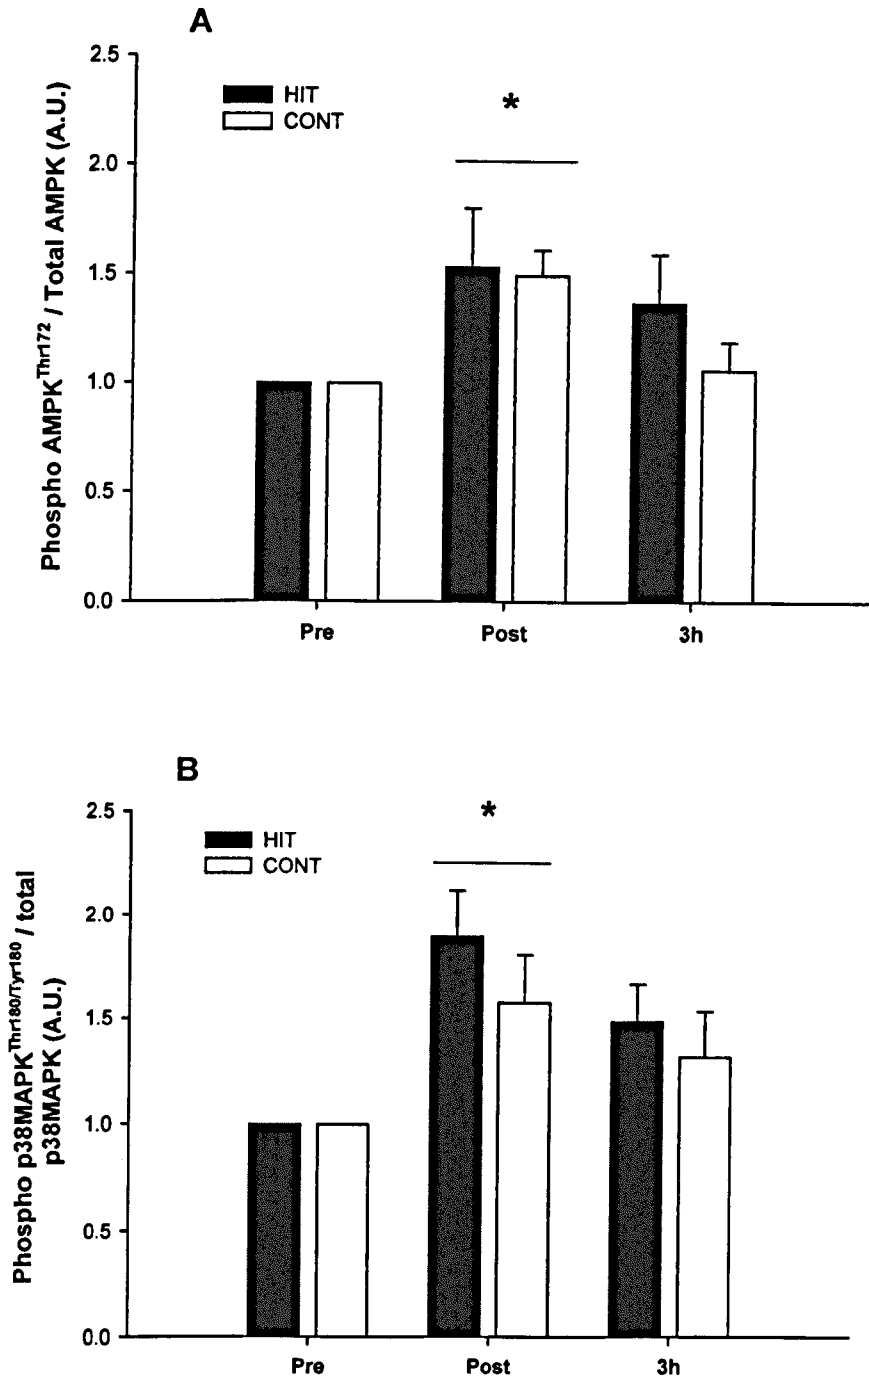 A
2.5
HIT
CONT
*
2.0
1.5
1.0
0.5
0.0
Phospho AMPKThr172 / Total AMPK (A.U.)
Pre Post 3h
B
2.5
HIT
CONT
*
2.0
1.5
1.0
0.5
0.0
Phospho p38MAPKThr180/Tyr180 / total
p38MAPK (A.U.)
Pre Post 3h